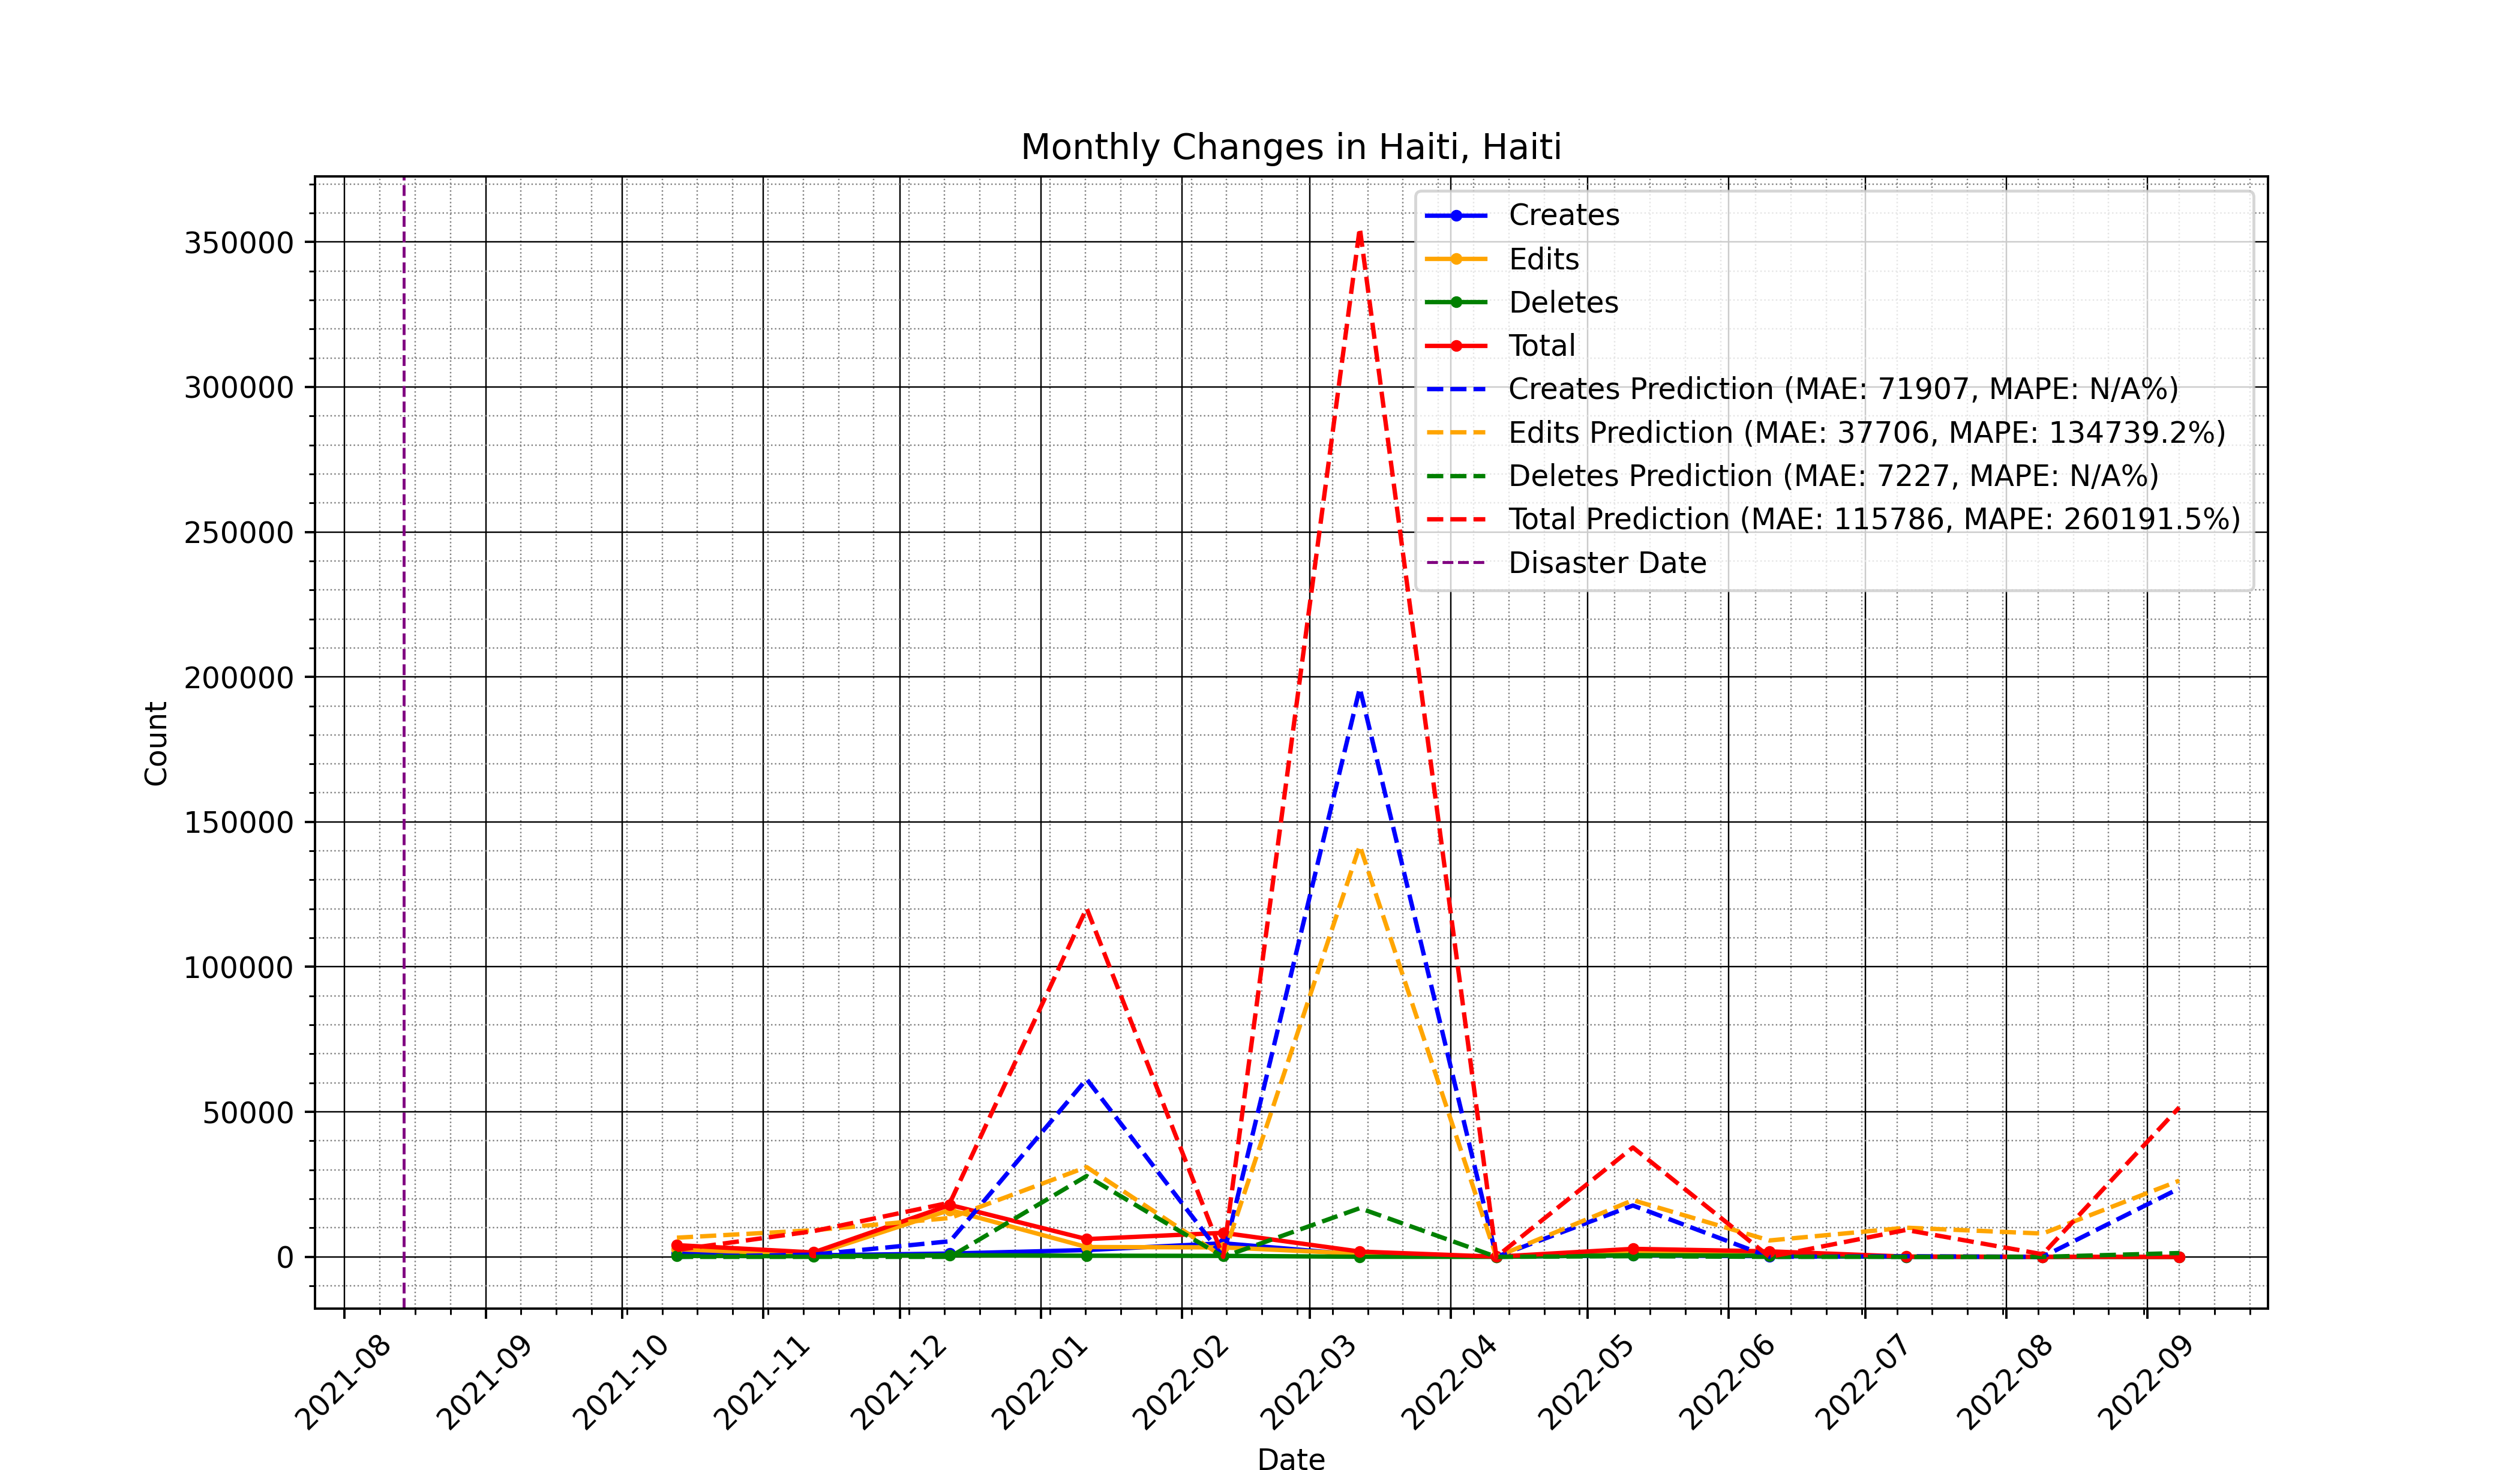 Monthly Changes in Haiti, Haiti
Creates
Edits
Deletes
Total
Creates Prediction (MAE: 71907, MAPE: N/A%)
Edits Prediction (MAE: 37706, MAPE: 134739.2%)
Deletes Prediction (MAE: 7227, MAPE: N/A%)
Total Prediction (MAE: 115786, MAPE: 260191.5%)
Disaster Date
Count
350000
300000
250000
200000
150000
100000
50000
0
2021-08
2021-09
2021-10
2021-11
2021-12
2022-01
2022-02
2022-03
2022-04
2022-05
2022-06
2022-07
2022-08
2022-09
Date